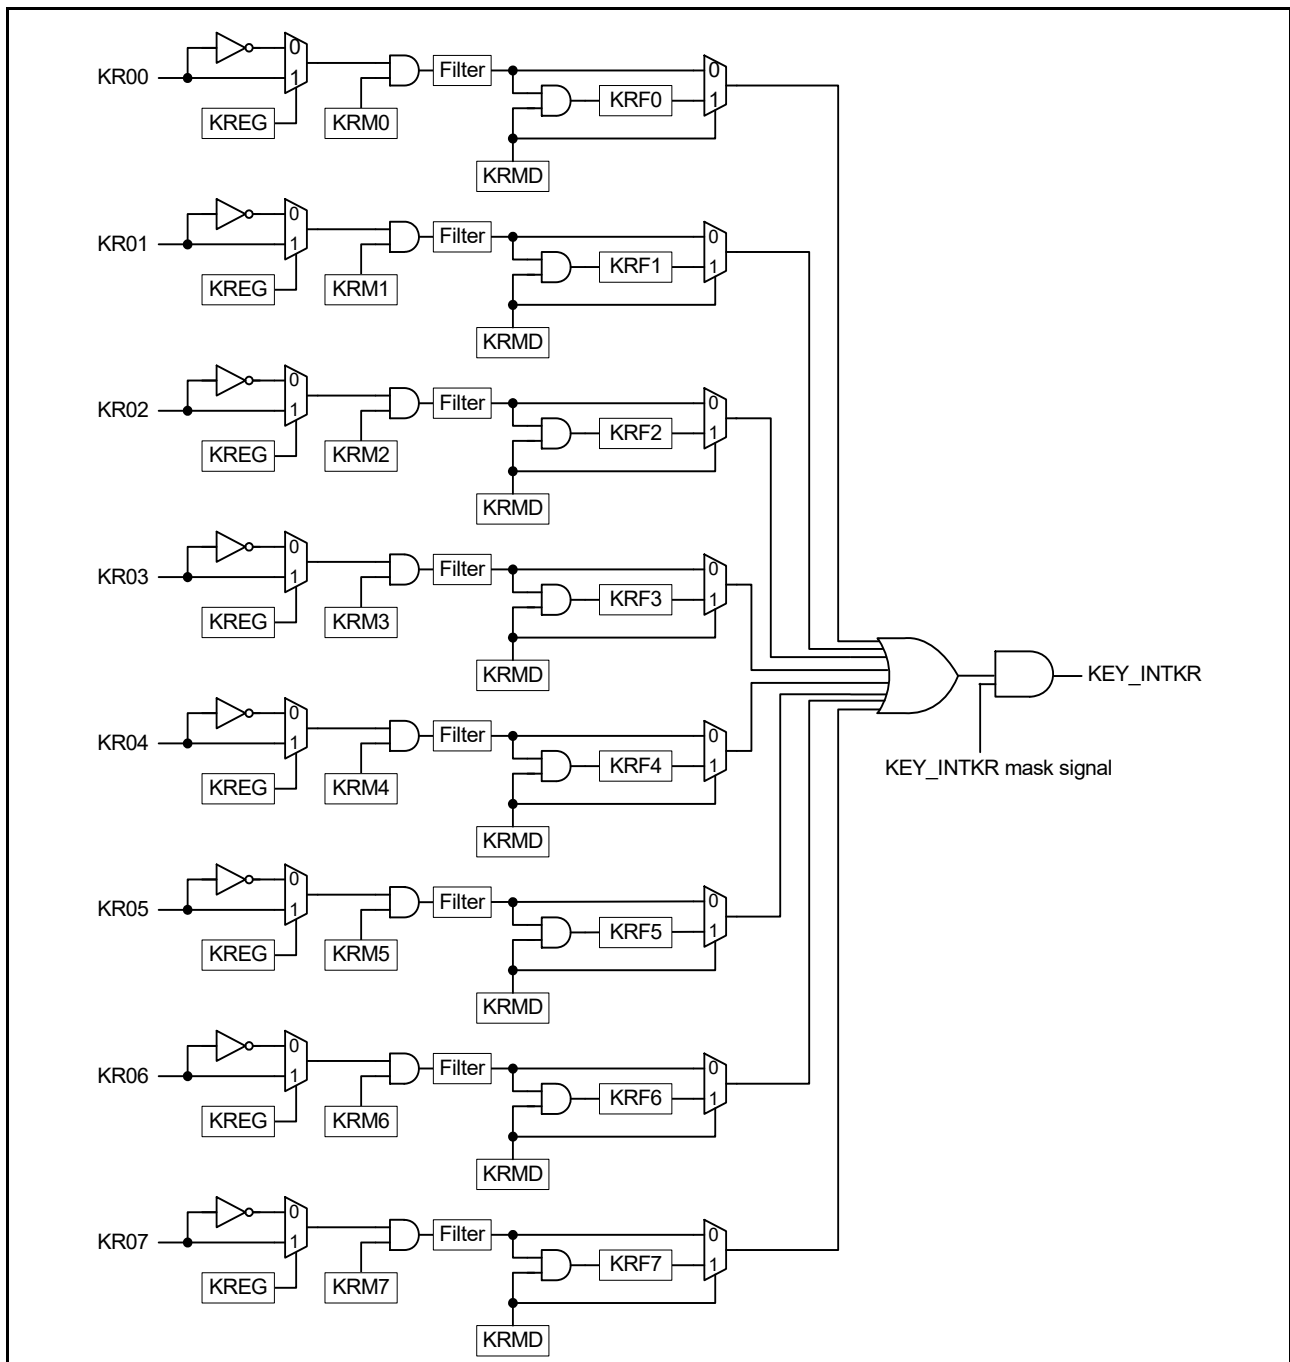 0
KR00
1
Filter
0
KREG
KRM0
KRF0
1
KRMD
0
KR01
1
Filter
0
KREG
KRM1
KRF1
1
KRMD
0
KR02
1
Filter
0
KREG
KRM2
KRF2
1
KRMD
0
KR03
1
Filter
0
KREG
KRM3
KRF3
1
KRMD
KEY_INTKR
KEY_INTKR mask signal
0
KR04
1
Filter
0
KREG
KRM4
KRF4
1
KRMD
0
KR05
1
Filter
0
KREG
KRM5
KRF5
1
KRMD
0
KR06
1
Filter
0
KREG
KRM6
KRF6
1
KRMD
0
KR07
1
Filter
0
KREG
KRM7
KRF7
1
KRMD